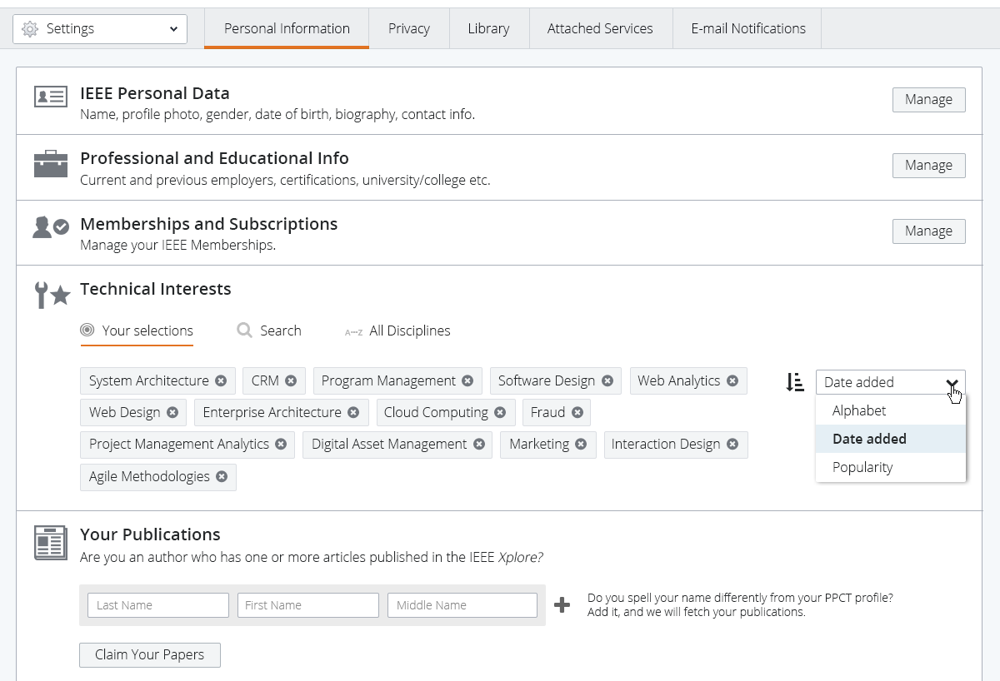 Settings
Personal Information
Privacy
Library
Attached Services
E-mail Notifications
IEEE Personal Data
Name, profile photo, gender, date of birth, biography, contact info.
Manage
Professional and Educational Info
Current and previous employers, certifications, university/college etc.
Manage
Memberships and Subscriptions
Manage your IEEE Memberships.
Manage
Technical Interests
Your selections
Search
A---Z All Disciplines
System Architecture
CRM
Program Management
Software Design
Web Analytics
Web Design
Enterprise Architecture
Cloud Computing
Fraud
Project Management Analytics
Digital Asset Management
Marketing
Interaction Design
Agile Methodologies
Date added
Alphabet
Date added
Popularity
Your Publications
Are you an author who has one or more articles published in the IEEE Xplore?
Last Name
First Name
Middle Name
Do you spell your name differently from your PPCT profile?
Add it, and we will fetch your publications.
Claim Your Papers